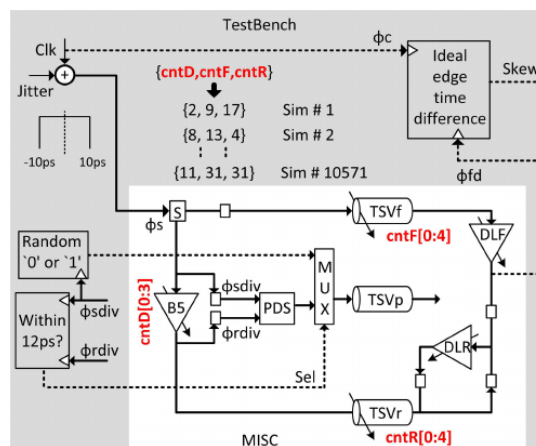 TestBench
Clk
ϕc
Jitter
{cntD,cntF,cntR}
Ideal
edge
time
difference
Skew
{2, 9, 17} Sim # 1
{8, 13, 4} Sim # 2
{11, 31, 31} Sim # 10571
-10ps 10ps
ϕfd
ϕs
S
TSVf
cntF[0:4]
DLF
Random
`0' or `1'
ϕsdiv
Within
12ps?
ϕrdiv
cntD[0:3]
B5
ϕsdiv
ϕrdiv
PDS
MUX
TSVp
DLR
Sel
TSVr
cntR[0:4]
MISC